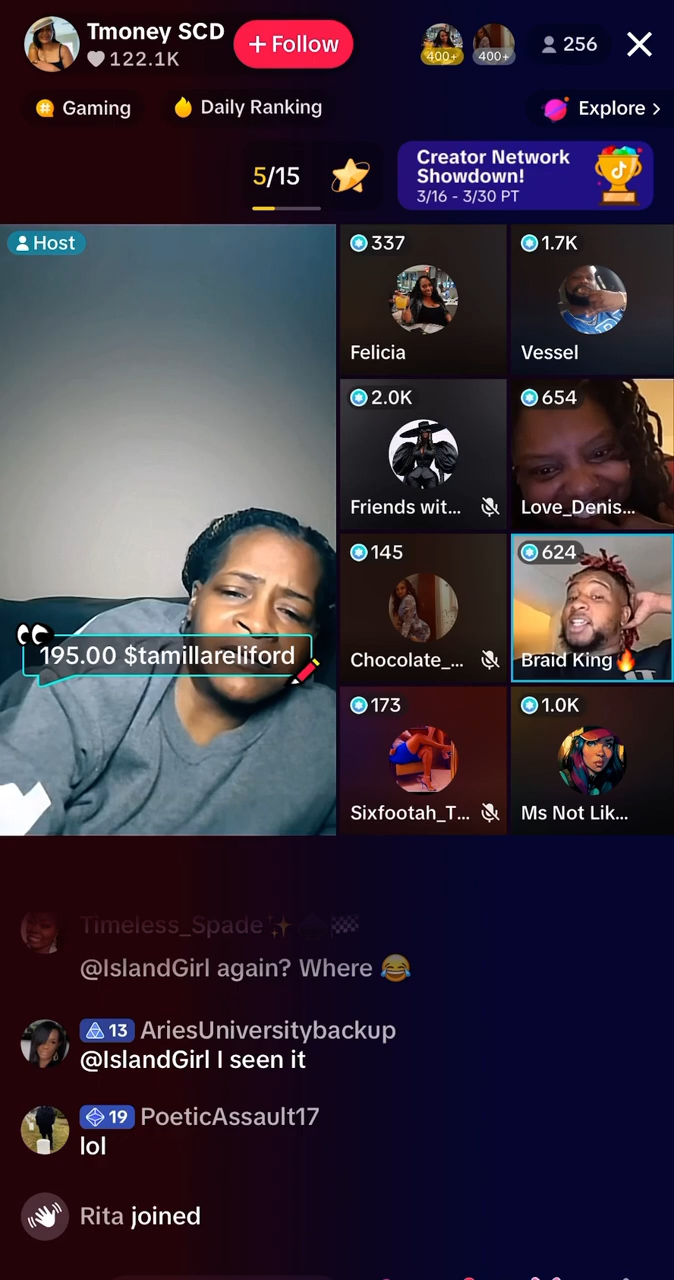 Tmoney SCD
122.1K
+ Follow
400+
400+
256
Gaming
Daily Ranking
Explore >
5/15
Creator Network
Showdown!
3/16 - 3/30 PT
Host
337
Felicia
1.7K
Vessel
2.0K
Friends wit...
654
Love_Denis...
145
Chocolate_...
624
Braid King🔥
173
Sixfootah_T...
1.0K
Ms Not Lik...
195.00 $tamillareliford
Timeless_Spade✨♠️🏁
@IslandGirl again? Where 😂
13 AriesUniversitybackup
@IslandGirl I seen it
19 PoeticAssault17
lol
Rita joined